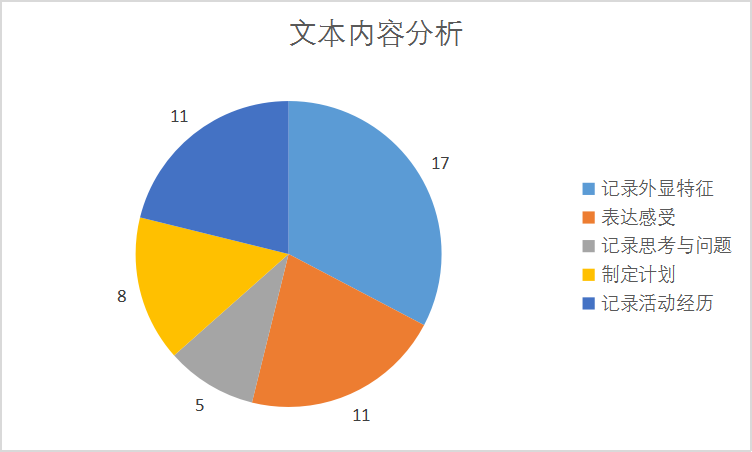 文本内容分析
11
17
8
5
11
记录外显特征
表达感受
记录思考与问题
制定计划
记录活动经历